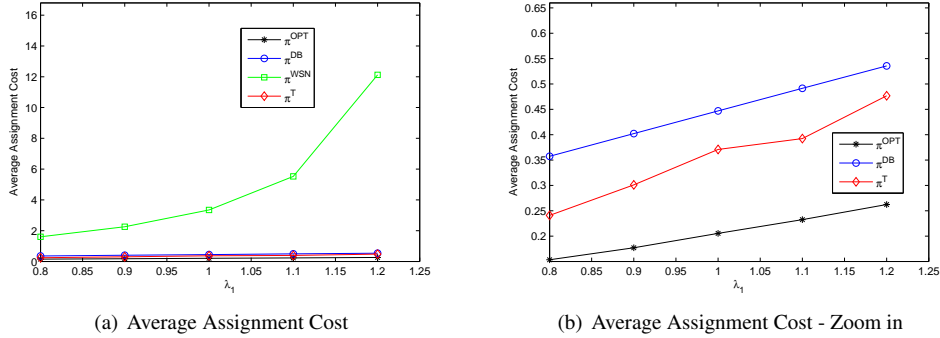 Average Assignment Cost
16
14
12
10
8
6
4
2
0
π^OPT
π^DB
π^WSN
π^T
0.8 0.85 0.9 0.95 1 1.05 1.1 1.15 1.2 1.25
λ₁
(a) Average Assignment Cost
Average Assignment Cost
0.65
0.6
0.55
0.5
0.45
0.4
0.35
0.3
0.25
0.2
π^OPT
π^DB
π^T
0.8 0.85 0.9 0.95 1 1.05 1.1 1.15 1.2 1.25
λ₁
(b) Average Assignment Cost - Zoom in